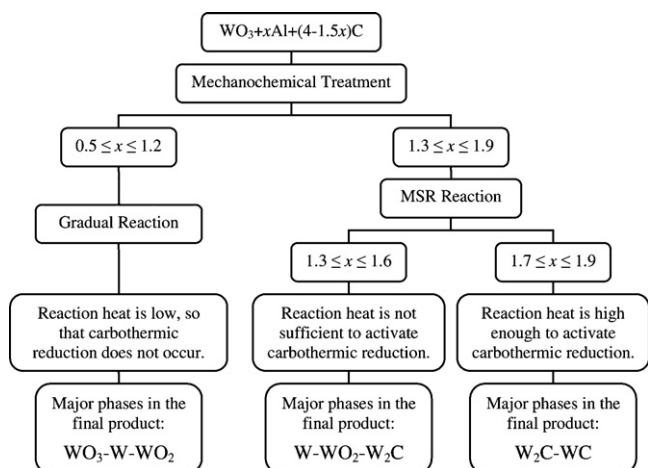 WO₃+xAl+(4-1.5x)C
Mechanochemical Treatment
0.5 ≤ x ≤ 1.2
1.3 ≤ x ≤ 1.9
Gradual Reaction
MSR Reaction
1.3 ≤ x ≤ 1.6
1.7 ≤ x ≤ 1.9
Reaction heat is low, so
that carbothermic
reduction does not occur.
Reaction heat is not
sufficient to activate
carbothermic reduction.
Reaction heat is high
enough to activate
carbothermic reduction.
Major phases in the
final product:
WO₃-W-WO₂
Major phases in the
final product:
W-WO₂-W₂C
Major phases in the
final product:
W₂C-WC